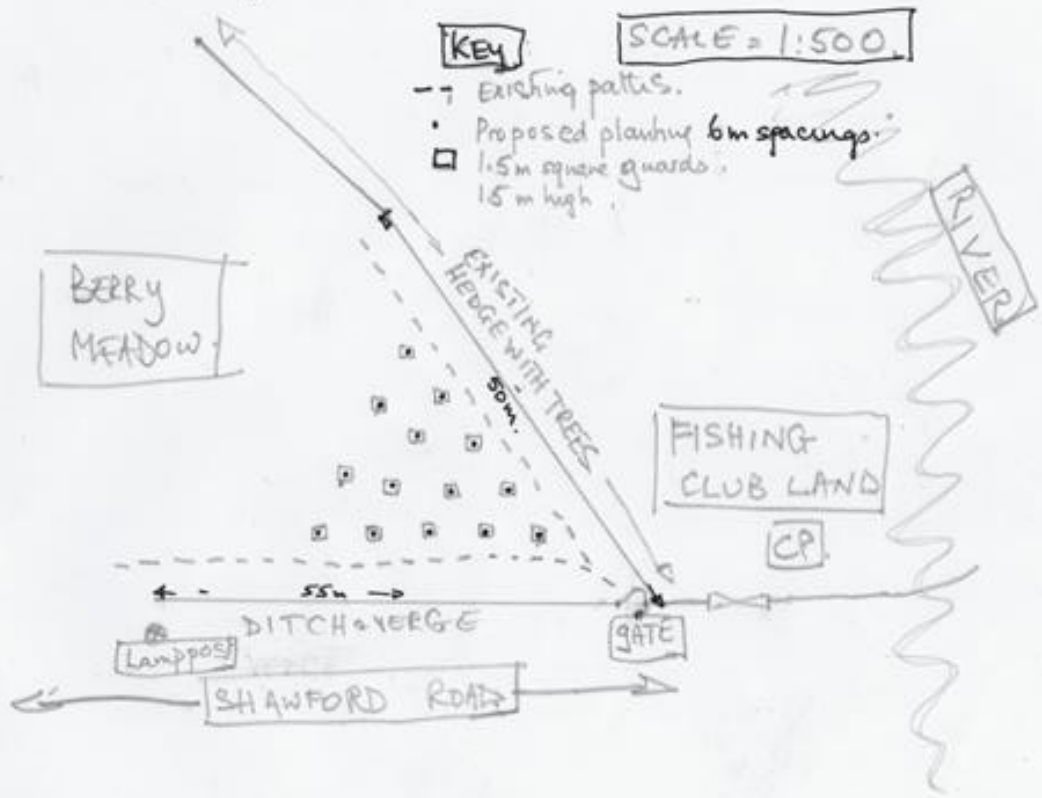 KEY
SCALE = 1:500.
-- Existing paths.
• Proposed planting 6m spacings.
□ 1.5m square guards.
1.5 m high.
RIVER
BERRY
MEADOW.
EXISTING
HEDGE WITH TREES
50m.
FISHING
CLUB LAND
CP.
55m
DITCH & VERGE
GATE
Lamppost
SHAWFORD ROAD